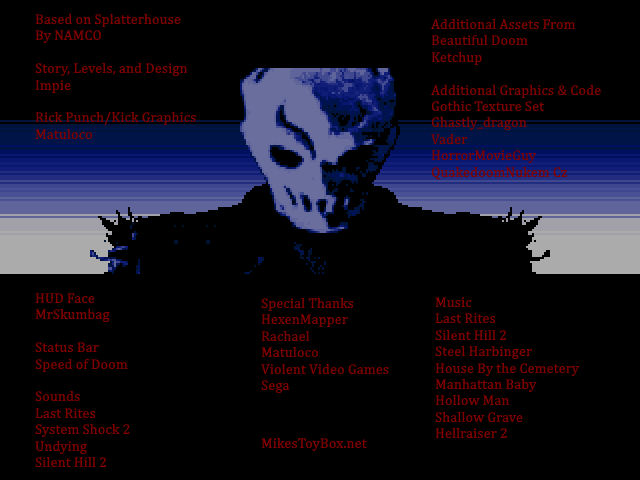 Based on Splatterhouse
By NAMCO
Story, Levels, and Design
Impie
Rick Punch/Kick Graphics
Matuloco
Additional Assets From
Beautiful Doom
Ketchup
Additional Graphics & Code
Gothic Texture Set
Ghastly_dragon
Vader
HorrorMovieGuy
HUD Face
MrSkumbag
Status Bar
Speed of Doom
Sounds
Last Rites
System Shock 2
Undying
Silent Hill 2
Special Thanks
HexenMapper
Rachael
Matuloco
Violent Video Games
Sega
MikesToyBox.net
Music
Last Rites
Silent Hill 2
Steel Harbinger
House By the Cemetery
Manhattan Baby
Hollow Man
Shallow Grave
Hellraiser 2